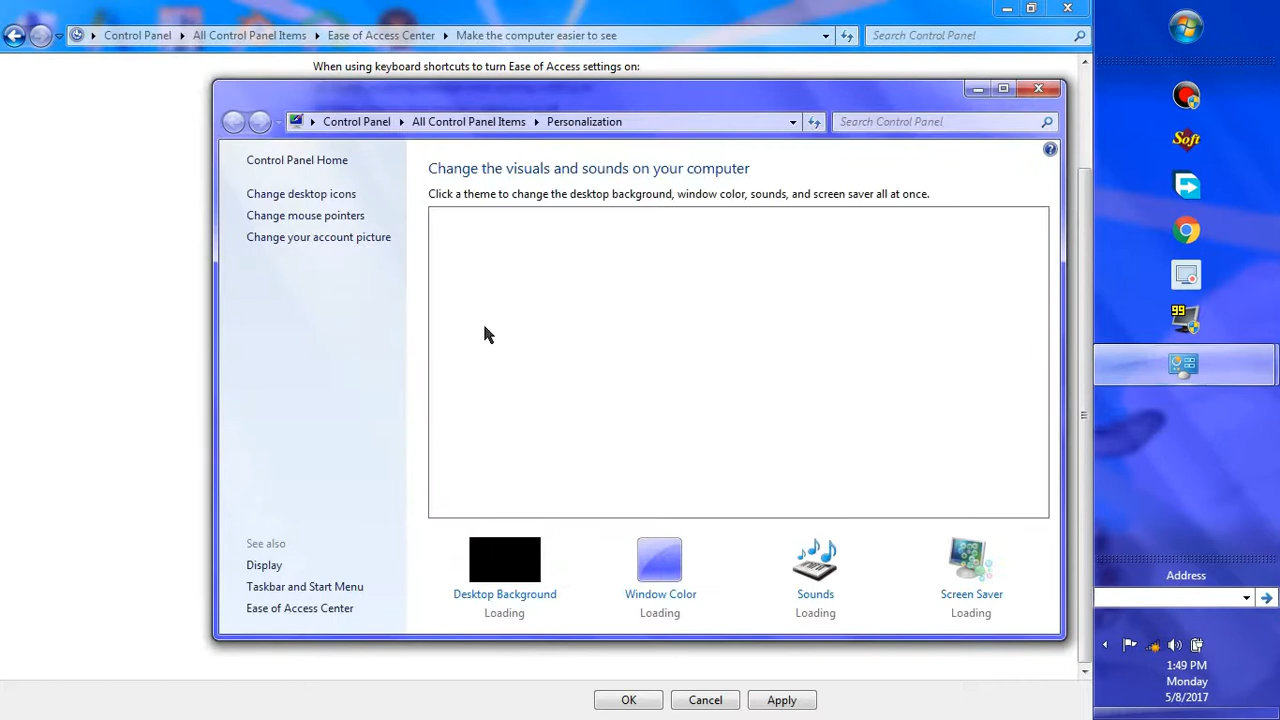 Control Panel
All Control Panel Items
Ease of Access Center
Make the computer easier to see
Search Control Panel
When using keyboard shortcuts to turn Ease of Access settings on:
Control Panel
All Control Panel Items
Personalization
Search Control Panel
Control Panel Home
Change desktop icons
Change mouse pointers
Change your account picture
See also
Display
Taskbar and Start Menu
Ease of Access Center
Change the visuals and sounds on your computer
Click a theme to change the desktop background, window color, sounds, and screen saver all at once.
Desktop Background
Loading
Window Color
Loading
Sounds
Loading
Screen Saver
Loading
OK
Cancel
Apply
Soft
99
Address
1:49 PM
Monday
5/8/2017